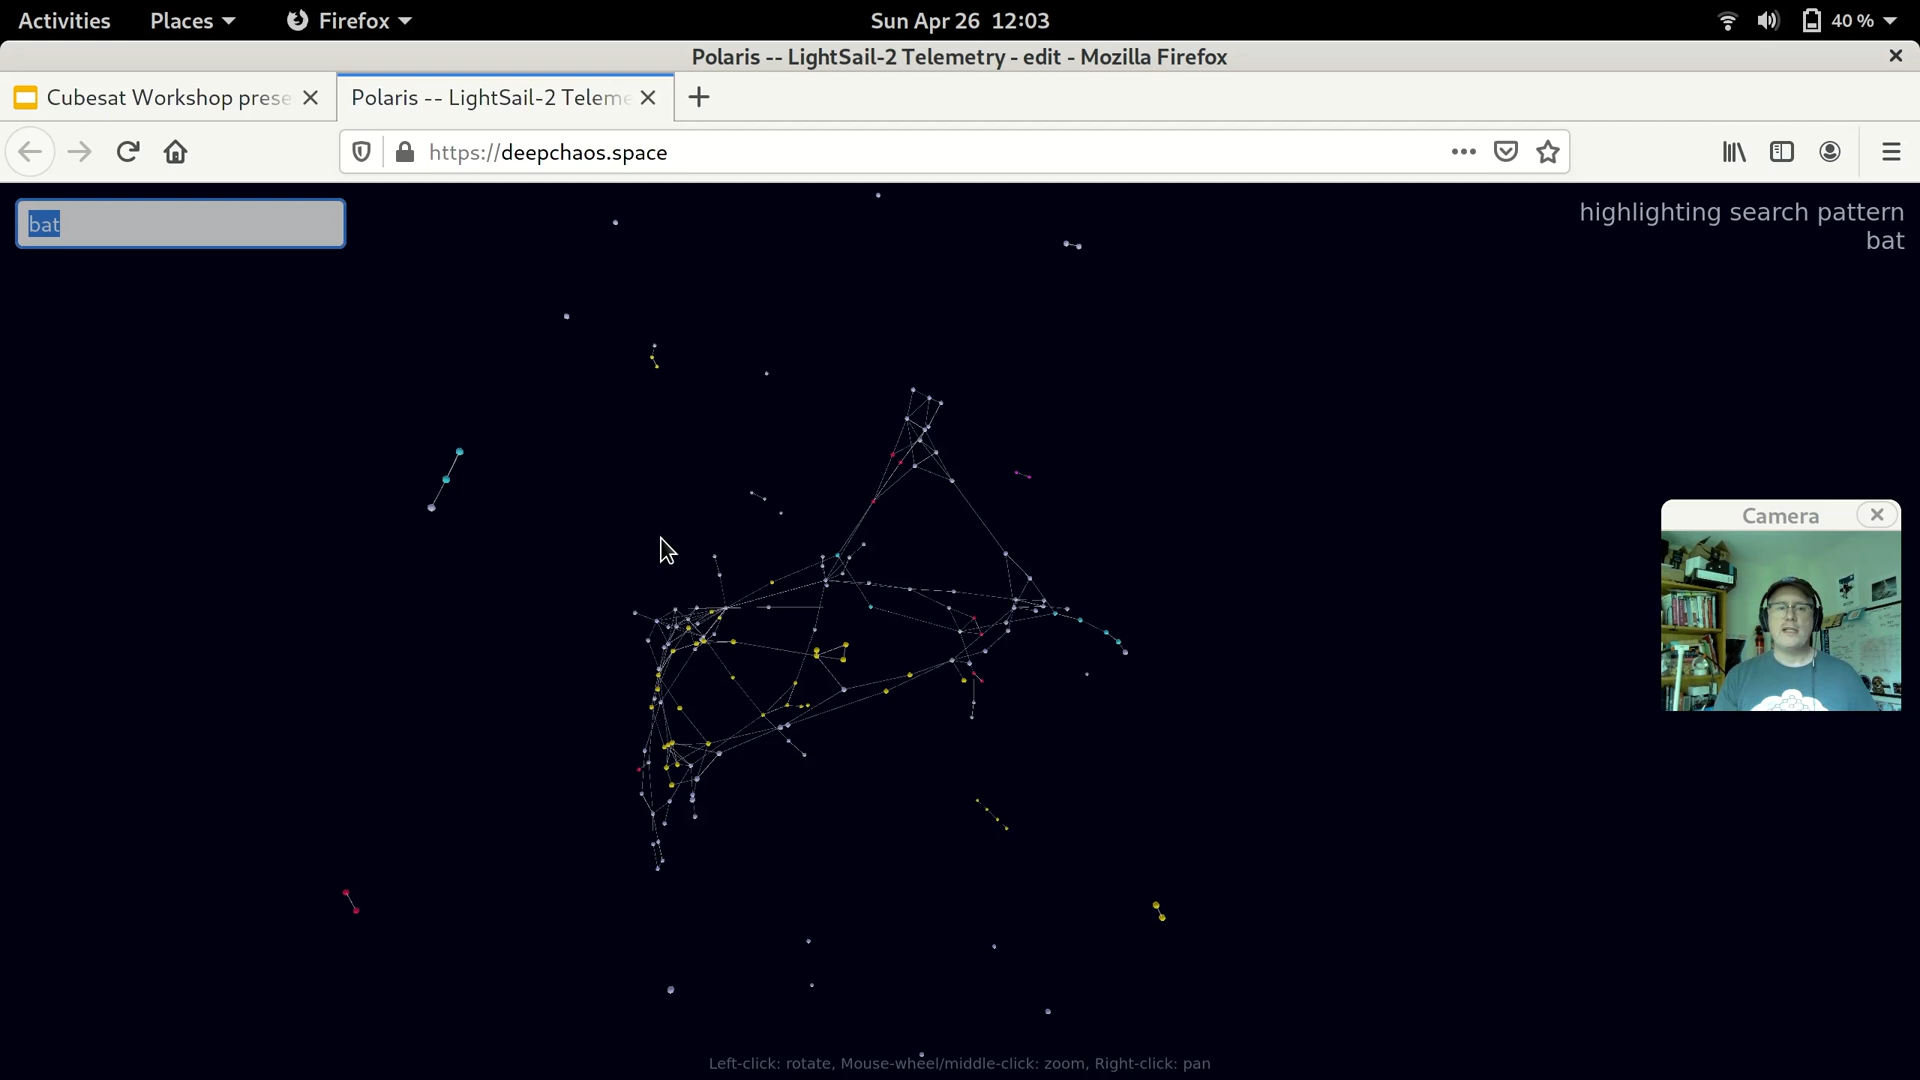 Activities Places Firefox Sun Apr 26 12:03 40 %
Polaris -- LightSail-2 Telemetry - edit - Mozilla Firefox
Cubesat Workshop prese
Polaris -- LightSail-2 Teleme
https://deepchaos.space
bat
highlighting search pattern
bat
Camera
Left-click: rotate, Mouse-wheel/middle-click: zoom, Right-click: pan